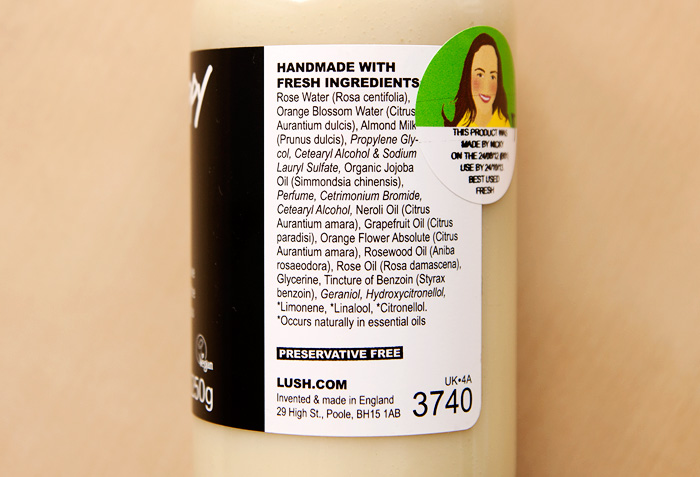 HANDMADE WITH
FRESH INGREDIENTS
Rose Water (Rosa centifolia),
Orange Blossom Water (Citrus
Aurantium dulcis), Almond Milk
(Prunus dulcis), Propylene Gly-
col, Cetearyl Alcohol & Sodium
Lauryl Sulfate, Organic Jojoba
Oil (Simmondsia chinensis),
Perfume, Cetrimonium Bromide,
Cetearyl Alcohol, Neroli Oil (Citrus
Aurantium amara), Grapefruit Oil (Citrus
paradisi), Orange Flower Absolute (Citrus
Aurantium amara), Rosewood Oil (Aniba
rosaeodora), Rose Oil (Rosa damascena),
Glycerine, Tincture of Benzoin (Styrax
benzoin), Geraniol, Hydroxycitronellol,
*Limonene, *Linalool, *Citronellol.
*Occurs naturally in essential oils
PRESERVATIVE FREE
LUSH.COM
Invented & made in England
29 High St., Poole, BH15 1AB
UK•4A
3740
THIS PRODUCT WAS
MADE BY
ON THE
USE BY
BEST USED
FRESH
vegan
250g